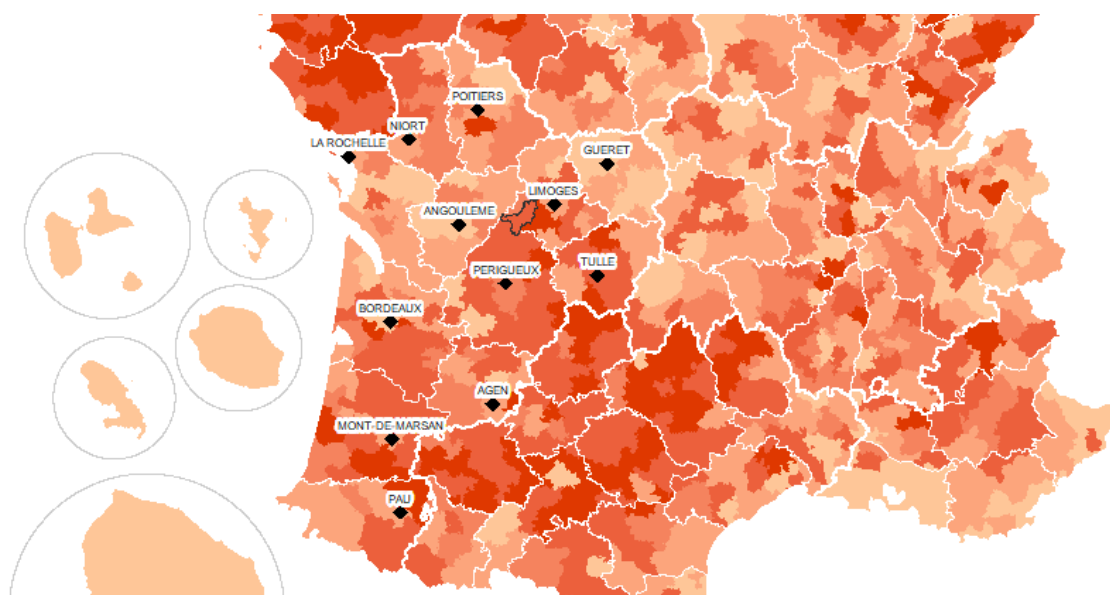 POITIERS
NIORT
LA ROCHELLE
GUERET
LIMOGES
ANGOULEME
TULLE
PERIGUEUX
BORDEAUX
AGEN
MONT-DE-MARSAN
PAU